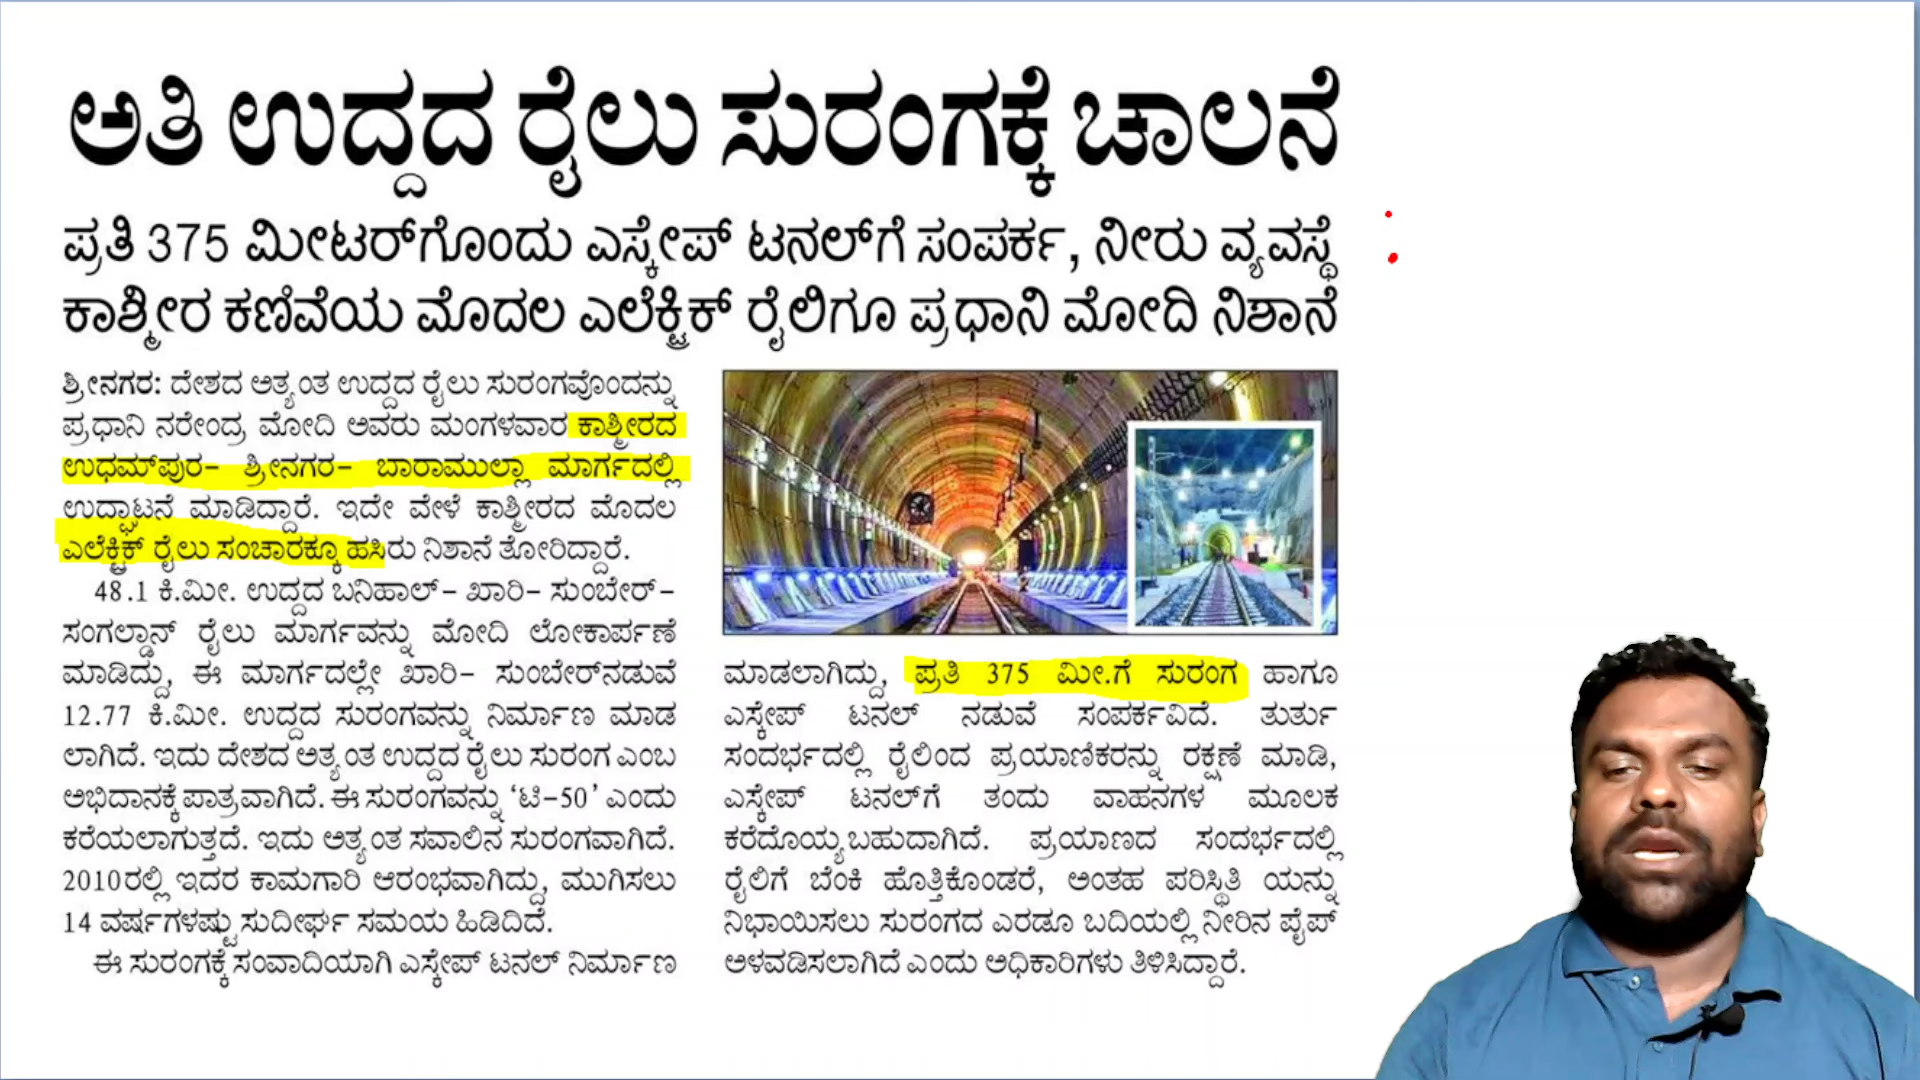 ಅತಿ ಉದ್ದದ ರೈಲು ಸುರಂಗಕ್ಕೆ ಚಾಲನೆ
ಪ್ರತಿ 375 ಮೀಟರ್‌ಗೊಂದು ಎಸ್ಕೇಪ್ ಟನಲ್‌ಗೆ ಸಂಪರ್ಕ, ನೀರು ವ್ಯವಸ್ಥೆ
ಕಾಶ್ಮೀರ ಕಣಿವೆಯ ಮೊದಲ ಎಲೆಕ್ಟ್ರಿಕ್ ರೈಲಿಗೂ ಪ್ರಧಾನಿ ಮೋದಿ ನಿಶಾನೆ
ಶ್ರೀನಗರ: ದೇಶದ ಅತ್ಯಂತ ಉದ್ದದ ರೈಲು ಸುರಂಗವೊಂದನ್ನು
ಪ್ರಧಾನಿ ನರೇಂದ್ರ ಮೋದಿ ಅವರು ಮಂಗಳವಾರ ಕಾಶ್ಮೀರದ
ಉಧಮ್‌ಪುರ- ಶ್ರೀನಗರ- ಬಾರಾಮುಲ್ಲಾ ಮಾರ್ಗದಲ್ಲಿ
ಉದ್ಘಾಟನೆ ಮಾಡಿದ್ದಾರೆ. ಇದೇ ವೇಳೆ ಕಾಶ್ಮೀರದ ಮೊದಲ
ಎಲೆಕ್ಟ್ರಿಕ್ ರೈಲು ಸಂಚಾರಕ್ಕೂ ಹಸಿರು ನಿಶಾನೆ ತೋರಿದ್ದಾರೆ.
48.1 ಕಿ.ಮೀ. ಉದ್ದದ ಬನಿಹಾಲ್- ಖಾರಿ- ಸುಂಬೇರ್-
ಸಂಗಲ್ದಾನ್ ರೈಲು ಮಾರ್ಗವನ್ನು ಮೋದಿ ಲೋಕಾರ್ಪಣೆ
ಮಾಡಿದ್ದು, ಈ ಮಾರ್ಗದಲ್ಲೇ ಖಾರಿ- ಸುಂಬೇರ್‌ನಡುವೆ
12.77 ಕಿ.ಮೀ. ಉದ್ದದ ಸುರಂಗವನ್ನು ನಿರ್ಮಾಣ ಮಾಡ
ಲಾಗಿದೆ. ಇದು ದೇಶದ ಅತ್ಯಂತ ಉದ್ದದ ರೈಲು ಸುರಂಗ ಎಂಬ
ಅಭಿದಾನಕ್ಕೆ ಪಾತ್ರವಾಗಿದೆ. ಈ ಸುರಂಗವನ್ನು ‘ಟಿ-50’ ಎಂದು
ಕರೆಯಲಾಗುತ್ತದೆ. ಇದು ಅತ್ಯಂತ ಸವಾಲಿನ ಸುರಂಗವಾಗಿದೆ.
2010ರಲ್ಲಿ ಇದರ ಕಾಮಗಾರಿ ಆರಂಭವಾಗಿದ್ದು, ಮುಗಿಸಲು
14 ವರ್ಷಗಳಷ್ಟು ಸುದೀರ್ಘ ಸಮಯ ಹಿಡಿದಿದೆ.
ಈ ಸುರಂಗಕ್ಕೆ ಸಂವಾದಿಯಾಗಿ ಎಸ್ಕೇಪ್ ಟನಲ್ ನಿರ್ಮಾಣ
ಮಾಡಲಾಗಿದ್ದು, ಪ್ರತಿ 375 ಮೀ.ಗೆ ಸುರಂಗ ಹಾಗೂ
ಎಸ್ಕೇಪ್ ಟನಲ್ ನಡುವೆ ಸಂಪರ್ಕವಿದೆ. ತುರ್ತು
ಸಂದರ್ಭದಲ್ಲಿ ರೈಲಿಂದ ಪ್ರಯಾಣಿಕರನ್ನು ರಕ್ಷಣೆ ಮಾಡಿ,
ಎಸ್ಕೇಪ್ ಟನಲ್‌ಗೆ ತಂದು ವಾಹನಗಳ ಮೂಲಕ
ಕರೆದೊಯ್ಯಬಹುದಾಗಿದೆ. ಪ್ರಯಾಣದ ಸಂದರ್ಭದಲ್ಲಿ
ರೈಲಿಗೆ ಬೆಂಕಿ ಹೊತ್ತಿಕೊಂಡರೆ, ಅಂತಹ ಪರಿಸ್ಥಿತಿ ಯನ್ನು
ನಿಭಾಯಿಸಲು ಸುರಂಗದ ಎರಡೂ ಬದಿಯಲ್ಲಿ ನೀರಿನ ಪೈಪ್
ಅಳವಡಿಸಲಾಗಿದೆ ಎಂದು ಅಧಿಕಾರಿಗಳು ತಿಳಿಸಿದ್ದಾರೆ.